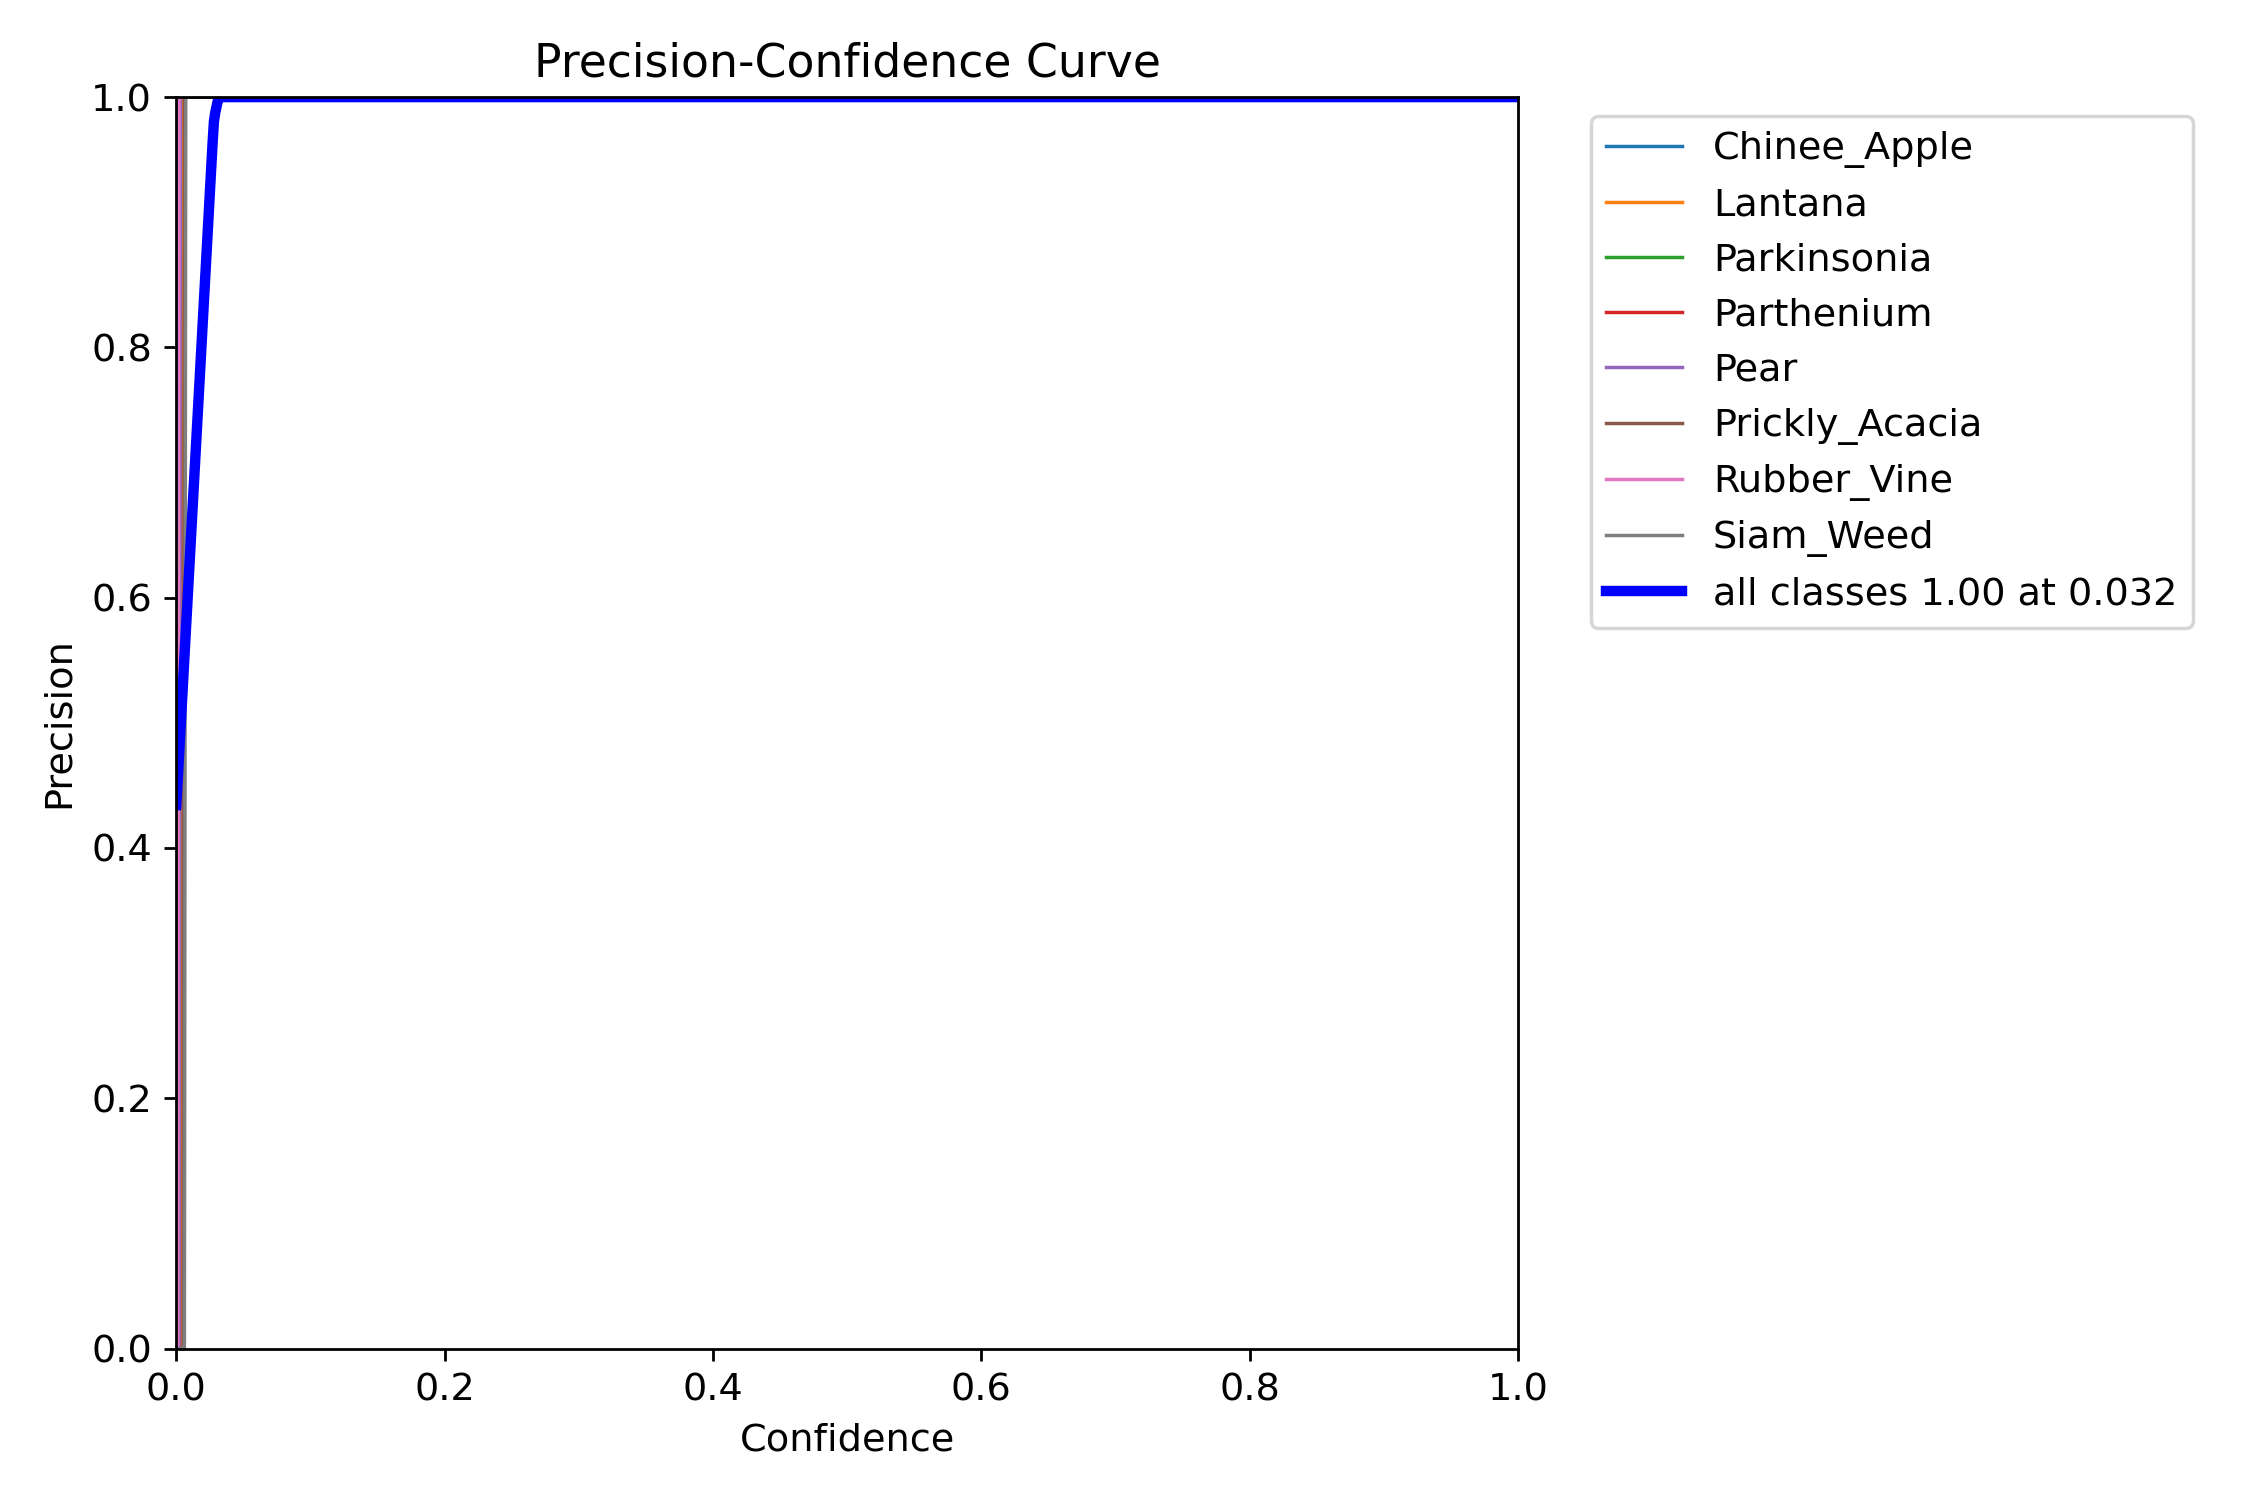 Precision-Confidence Curve
1.0
0.8
0.6
0.4
0.2
0.0
Precision
0.0
0.2
0.4
0.6
0.8
1.0
Confidence
Chinee_Apple
Lantana
Parkinsonia
Parthenium
Pear
Prickly_Acacia
Rubber_Vine
Siam_Weed
all classes 1.00 at 0.032